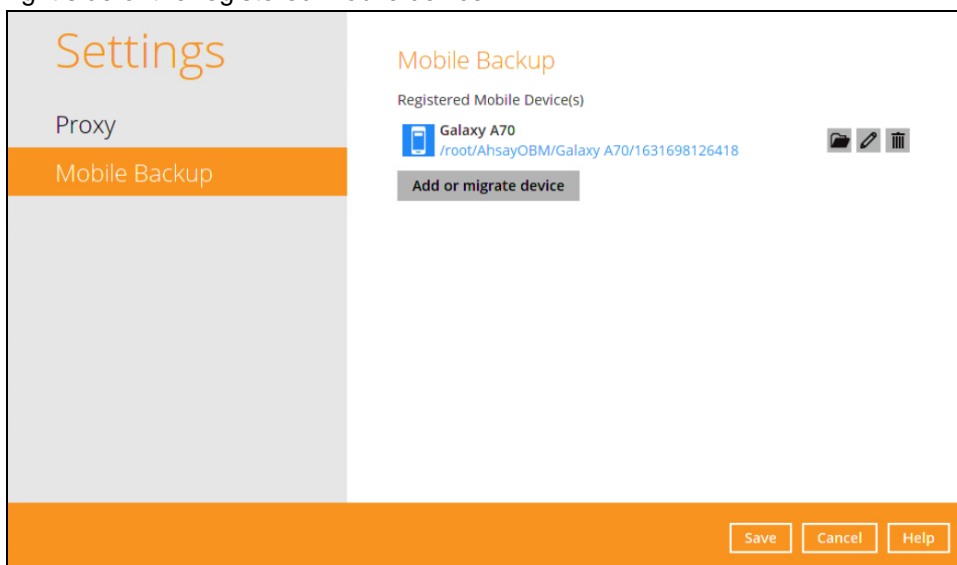 Settings
Proxy
Mobile Backup
Mobile Backup
Registered Mobile Device(s)
Galaxy A70
/root/AhsayOBM/Galaxy A70/1631698126418
Add or migrate device
Save
Cancel
Help